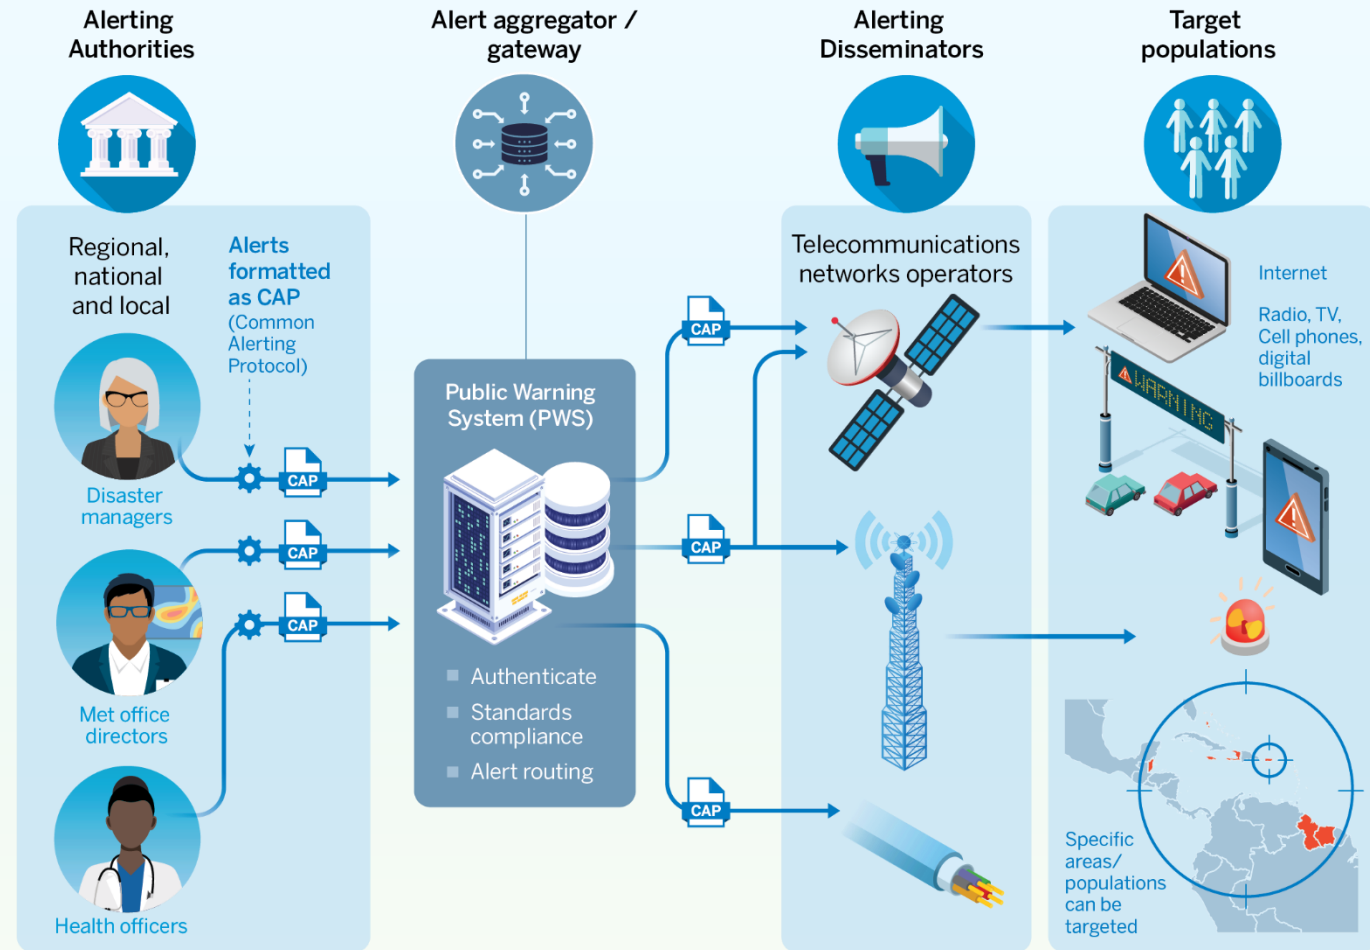 Alerting
Authorities
Alert aggregator /
gateway
Alerting
Disseminators
Target
populations
Regional,
national
and local
Alerts
formatted
as CAP
(Common
Alerting
Protocol)
Disaster
managers
Met office
directors
Health officers
CAP
CAP
CAP
Public Warning
System (PWS)
Authenticate
Standards
compliance
Alert routing
CAP
CAP
CAP
Telecommunications
networks operators
Internet
Radio, TV,
Cell phones,
digital
billboards
WARNING
Specific
areas/
populations
can be
targeted